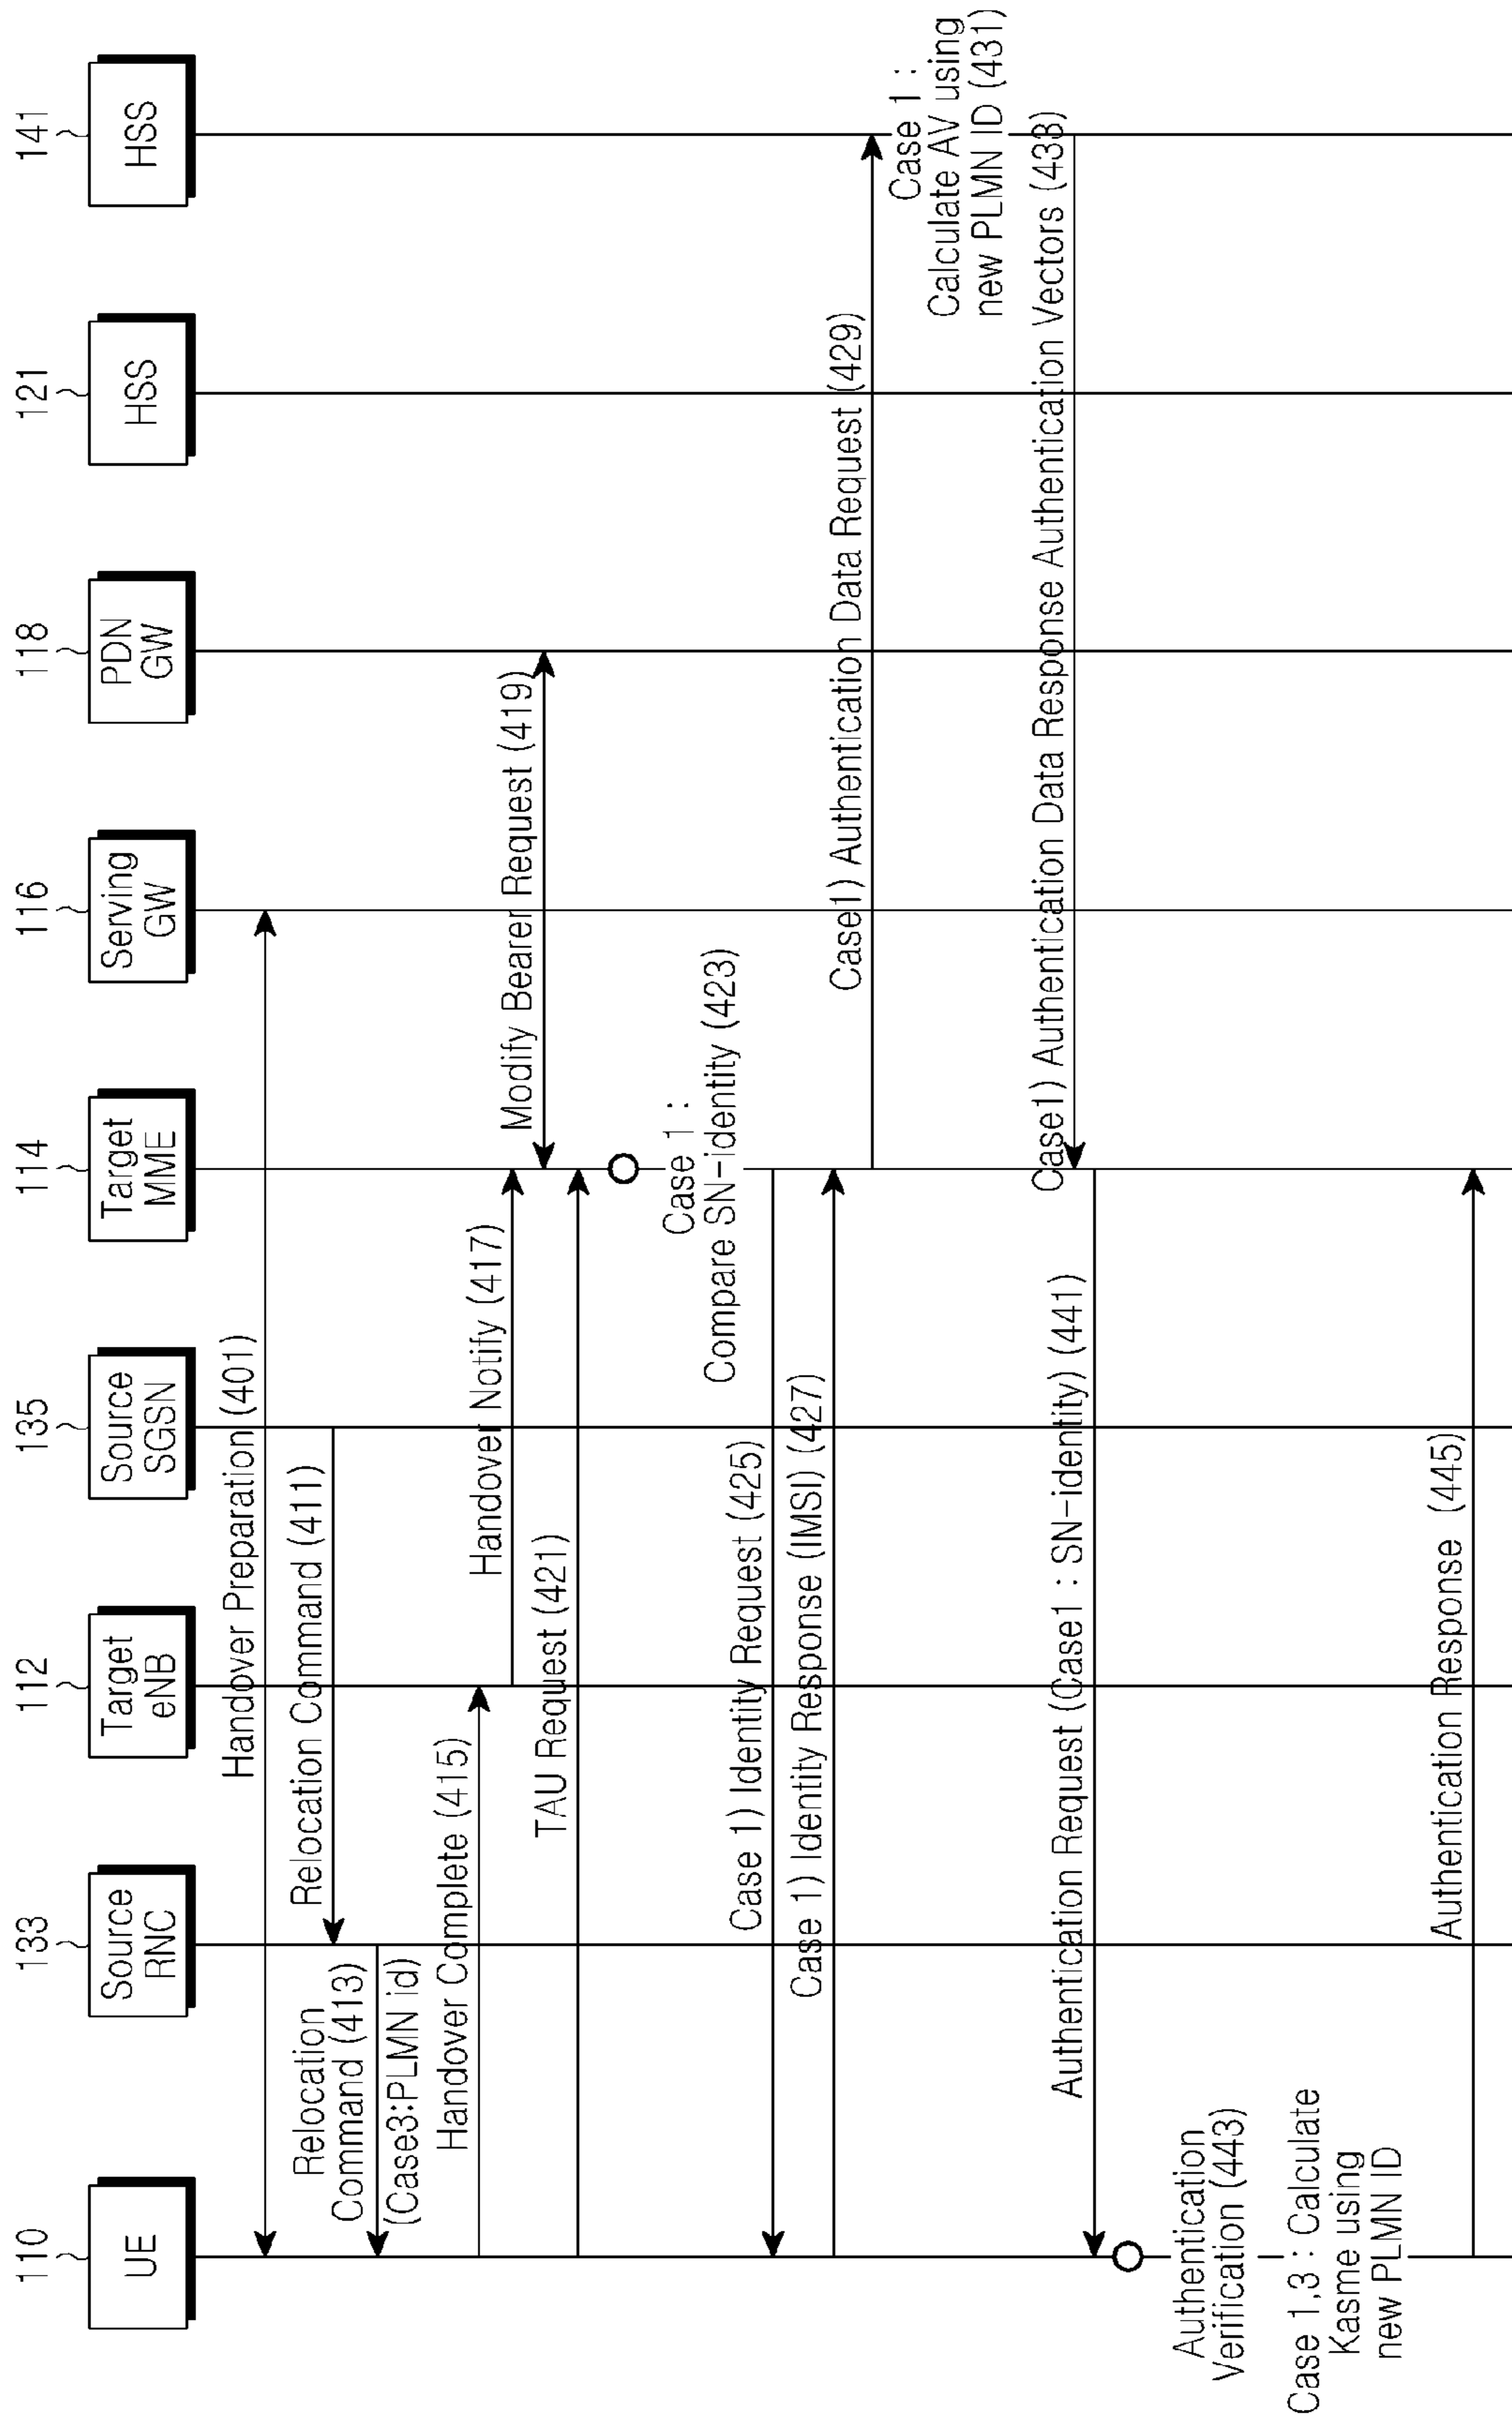 110
133
112
135
114
116
118
121
141
UE
Source
RNC
Target
eNB
Source
SGSN
Target
MME
Serving
GW
PDN
GW
HSS
HSS
Handover Preparation (401)
Relocation Command (411)
Relocation
Command (413)
(Case3:PLMN id)
Handover Complete (415)
Handover Notify (417)
Modify Bearer Request (419)
TAU Request (421)
Case 1 :
Compare SN-identity (423)
Case 1) Identity Request (425)
Case 1) Identity Response (IMSI) (427)
Case1) Authentication Data Request (429)
Case 1 :
Calculate AV using
new PLMN ID (431)
Case1) Authentication Data Response Authentication Vectors (433)
Authentication Request (Case1 : SN-identity) (441)
Authentication
Verification (443)
Case 1,3 : Calculate
Kasme using
new PLMN ID
Authentication Response (445)